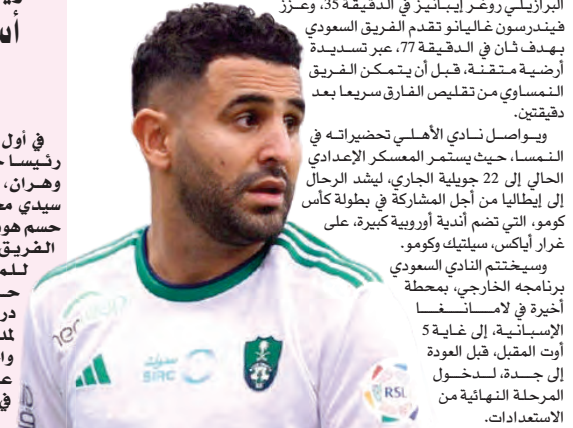 البرازيلي روغر إيبانيز في الدقيقة 35، وعزز
فيندرسون غاليانو تقدم الفريق السعودي
بهدف ثان في الدقيقة 77، عبر تسديدة
أرضية متقنة، قبل أن يتمكن الفريق
النمساوي من تقليص الفارق سريعا بعد
دقيقتين.
ويواصل نادي الأهلي تحضيراته في
النمسا، حيث يستمر المعسكر الإعدادي
الحالي إلى 22 جويلية الجاري، ليشد الرحال
إلى إيطاليا من أجل المشاركة في بطولة كأس
كومو، التي تضم أندية أوروبية كبيرة، على
غرار أياكس، سيلتيك وكومو.
وسيختتم النادي السعودي
برنامجه الخارجي، بمحطة
أخيرة في لامانغا
الإسبانية، إلى غاية 5
أوت المقبل، قبل العودة
إلى جدة، لدخول
المرحلة النهائية من
الاستعدادات.
في أول
رئيسا
وهران،
سيدي
حسم
الفريق
سيرك
SIRC
RSL